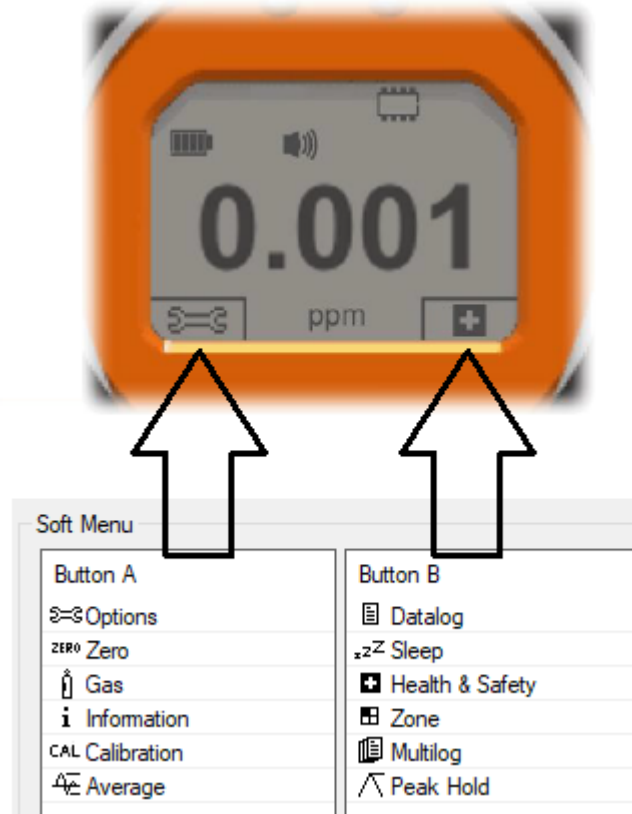 0.001
ppm
Soft Menu
Button A
Options
ZERO Zero
Gas
i Information
CAL Calibration
Average
Button B
Datalog
zzZ Sleep
Health & Safety
Zone
Multilog
Peak Hold